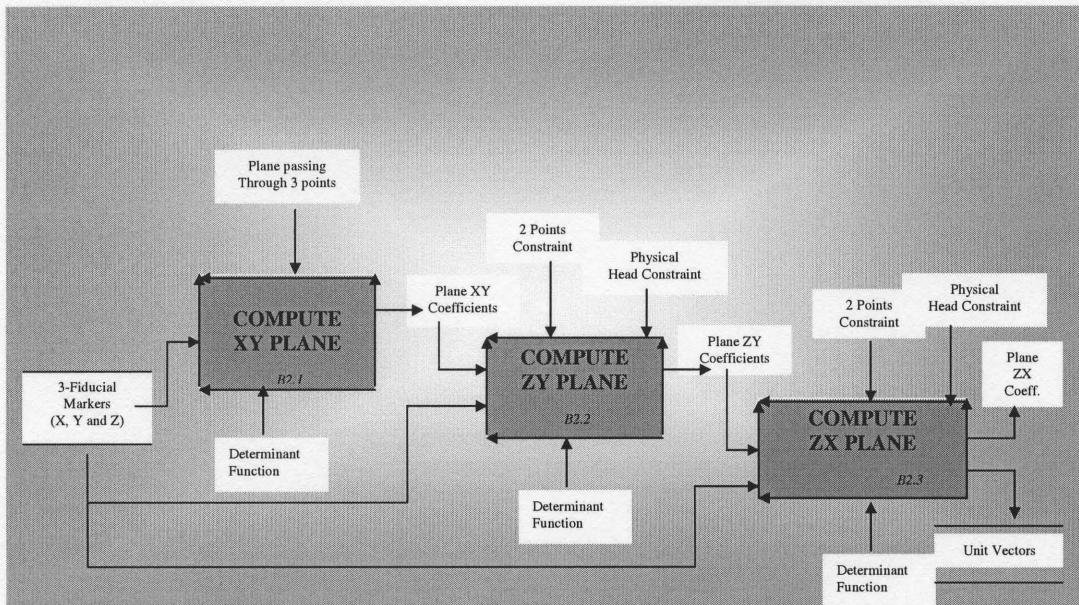 Plane passing
Through 3 points
2 Points
Constraint
Physical
Head Constraint
Physical
Head Constraint
2 Points
Constraint
Plane XY
Coefficients
COMPUTE
XY PLANE
B2.1
Plane ZY
Coefficients
COMPUTE
ZY PLANE
B2.2
Plane
ZX
Coeff.
3-Fiducial
Markers
(X, Y and Z)
COMPUTE
ZX PLANE
B2.3
Determinant
Function
Determinant
Function
Unit Vectors
Determinant
Function